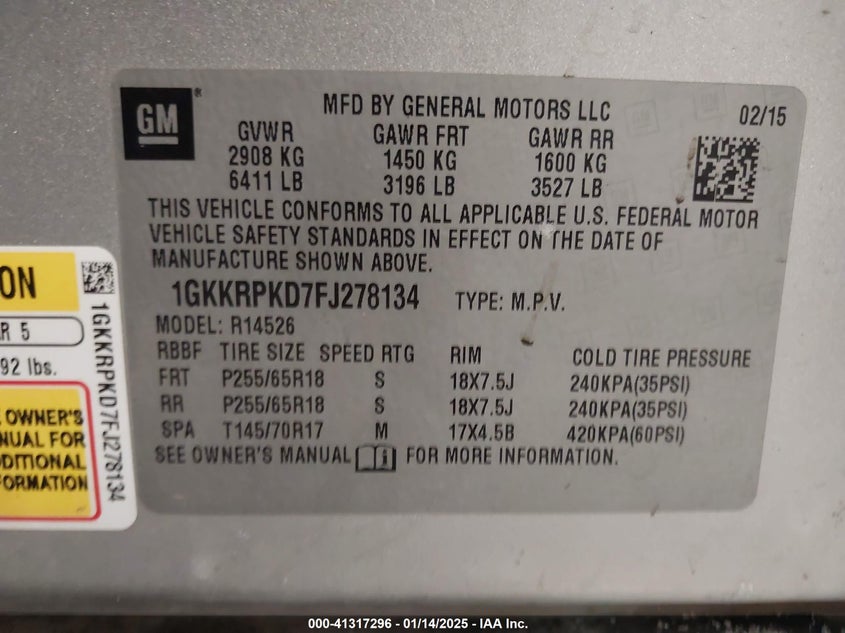 GM
MFD BY GENERAL MOTORS LLC
02/15
GVWR GAWR FRT GAWR RR
2908 KG 1450 KG 1600 KG
6411 LB 3196 LB 3527 LB
THIS VEHICLE CONFORMS TO ALL APPLICABLE U.S. FEDERAL MOTOR
VEHICLE SAFETY STANDARDS IN EFFECT ON THE DATE OF
MANUFACTURE SHOWN ABOVE.
1GKKRPKD7FJ278134 TYPE: M.P.V.
MODEL: R14526
RBBF TIRE SIZE SPEED RTG RIM COLD TIRE PRESSURE
FRT P255/65R18 S 18X7.5J 240KPA(35PSI)
RR P255/65R18 S 18X7.5J 240KPA(35PSI)
SPA T145/70R17 M 17X4.5B 420KPA(60PSI)
SEE OWNER'S MANUAL FOR MORE INFORMATION.
ON
R 5
92 lbs.
OWNER'S
NUAL FOR
DDITIONAL
FORMATION
1GKKRPKD7FJ278134
000-41317296 - 01/14/2025 - IAA Inc.